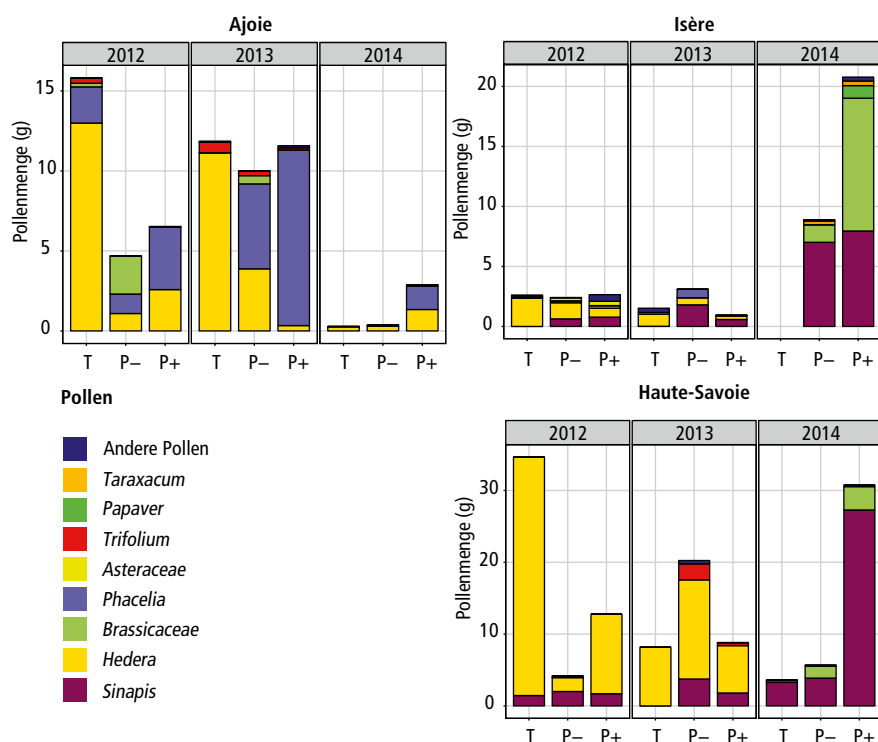 Ajoie
2012 2013 2014
Pollenmenge (g)
15
10
5
0
T P– P+ T P– P+ T P– P+
Isère
2012 2013 2014
Pollenmenge (g)
20
15
10
5
0
T P– P+ T P– P+ T P– P+
Pollen
Andere Pollen
Taraxacum
Papaver
Trifolium
Asteraceae
Phacelia
Brassicaceae
Hedera
Sinapis
Haute-Savoie
2012 2013 2014
Pollenmenge (g)
30
20
10
0
T P– P+ T P– P+ T P– P+